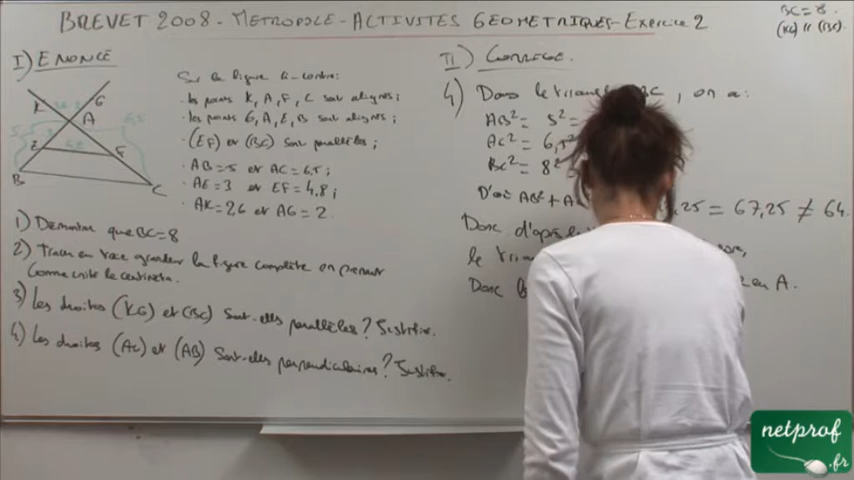 BREVET 2008 - METROPOLE - ACTIVITES GEOMETRIQUES - Exercice 2
BC = 8
(KG) // (BC).
I) ENONCE
K G
A
E F
B C
Sur la figure ci-contre:
. les points K, A, F, C sont alignés;
. les points G, A, E, B sont alignés;
. (EF) et (BC) sont parallèles;
. AB = 5 et AC = 6,5;
. AE = 3 et EF = 4,8;
. AK = 2,6 et AG = 2.
1) Démontrer que BC = 8
2) Tracer en vraie grandeur la figure complète en prenant
comme unité le centimètre.
3) Les droites (KG) et (BC) sont-elles parallèles? Justifier.
4) Les droites (AC) et (AB) sont-elles perpendiculaires? Justifier.
II) CORRIGE.
4) Dans le triangle BC, on a:
AB² = 5² =
AC² = 6,5²
BC² = 8²
D'où AB² + A ,25 = 67,25 ≠ 64.
Donc d'après
le
Donc en A.
netprof
.fr